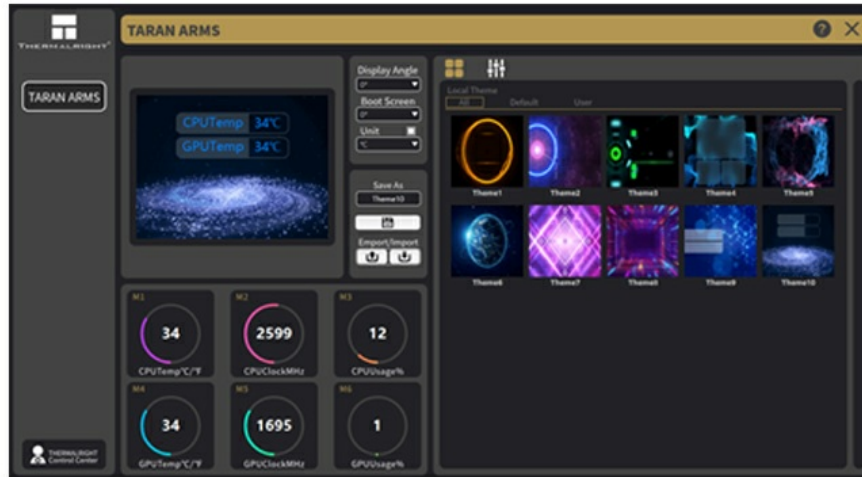 THERMALRIGHT
TARAN ARMS
TARAN ARMS
CPUTemp 34℃
GPUTemp 34℃
Display Angle
0°
Boot Screen
0°
Unit
℃
Save As
Theme10
Emport/Import
Local Theme
All Default User
Theme1 Theme2 Theme3 Theme4 Theme5
Theme6 Theme7 Theme8 Theme9 Theme10
M1 M2 M3
34 2599 12
CPUTemp℃/℉ CPUClockMHz CPUUsage%
M4 M5 M6
34 1695 1
GPUTemp℃/℉ GPUClockMHz GPUUsage%
THERMALRIGHT
Control Center